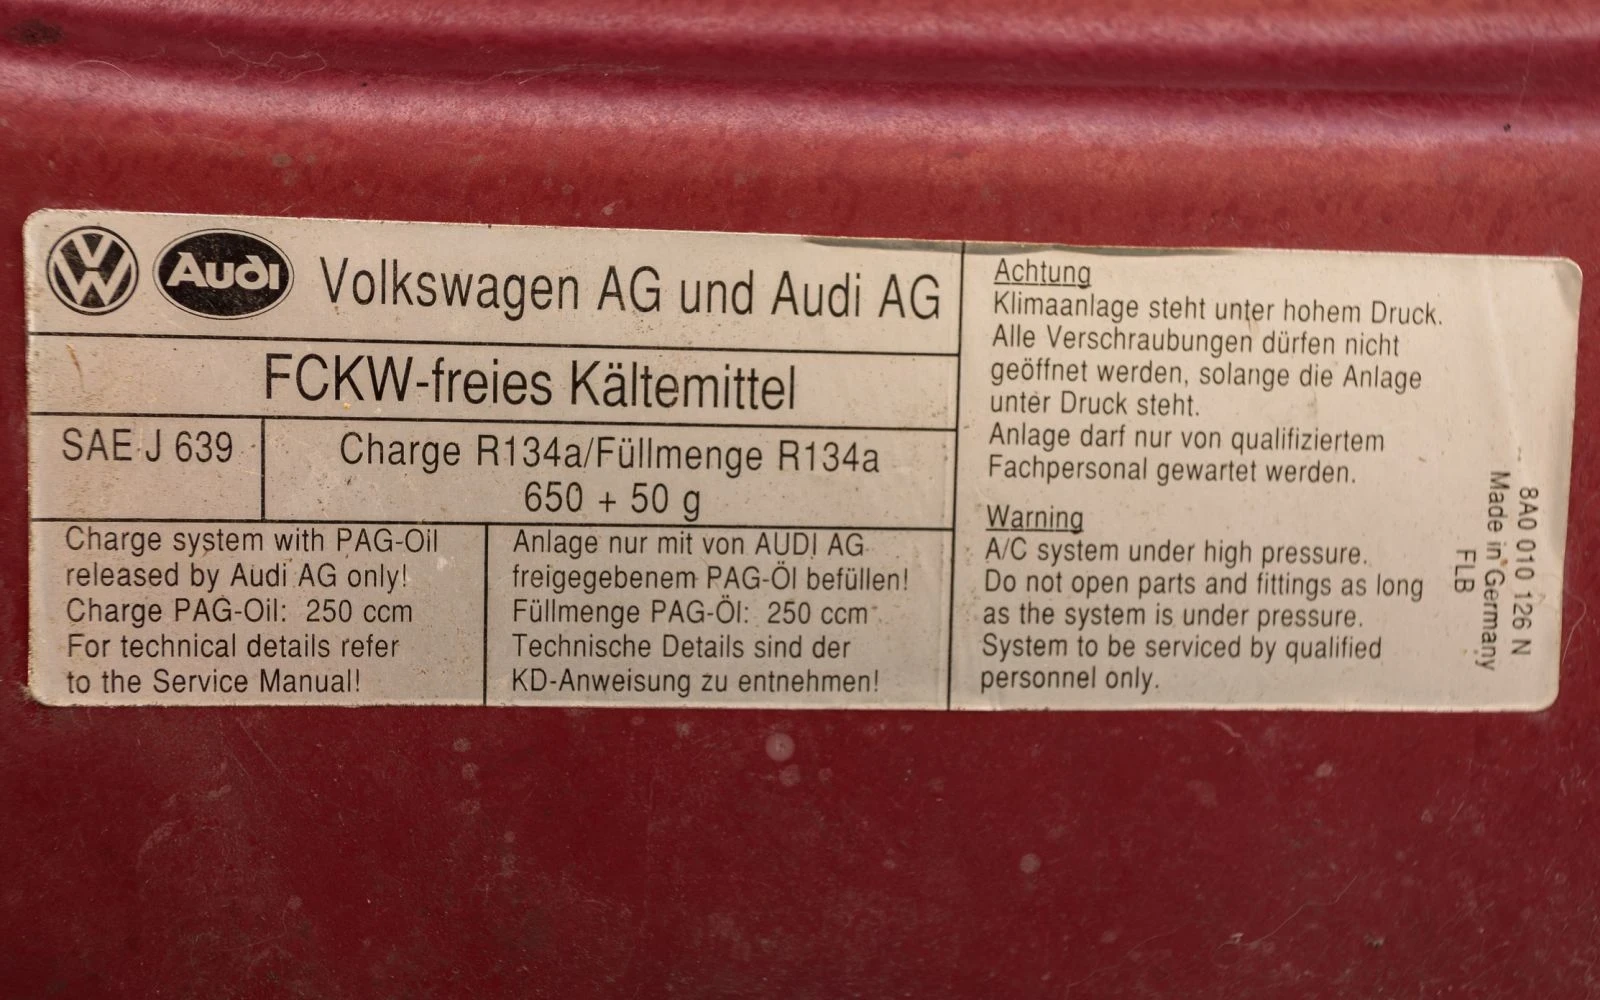 VW Audi Volkswagen AG und Audi AG
FCKW-freies Kältemittel
SAE J 639
Charge R134a/Füllmenge R134a
650 + 50 g
Charge system with PAG-Oil
released by Audi AG only!
Charge PAG-Oil: 250 ccm
For technical details refer
to the Service Manual!
Anlage nur mit von AUDI AG
freigegebenem PAG-Öl befüllen!
Füllmenge PAG-Öl: 250 ccm
Technische Details sind der
KD-Anweisung zu entnehmen!
Achtung
Klimaanlage steht unter hohem Druck.
Alle Verschraubungen dürfen nicht
geöffnet werden, solange die Anlage
unter Druck steht.
Anlage darf nur von qualifiziertem
Fachpersonal gewartet werden.
Warning
A/C system under high pressure.
Do not open parts and fittings as long
as the system is under pressure.
System to be serviced by qualified
personnel only.
8A0 010 126 N
Made in Germany
FLB